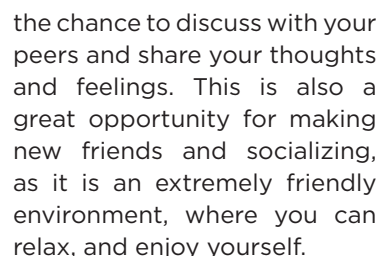 the chance to discuss with your
peers and share your thoughts
and feelings. This is also a
great opportunity for making
new friends and socializing,
as it is an extremely friendly
environment, where you can
relax, and enjoy yourself.